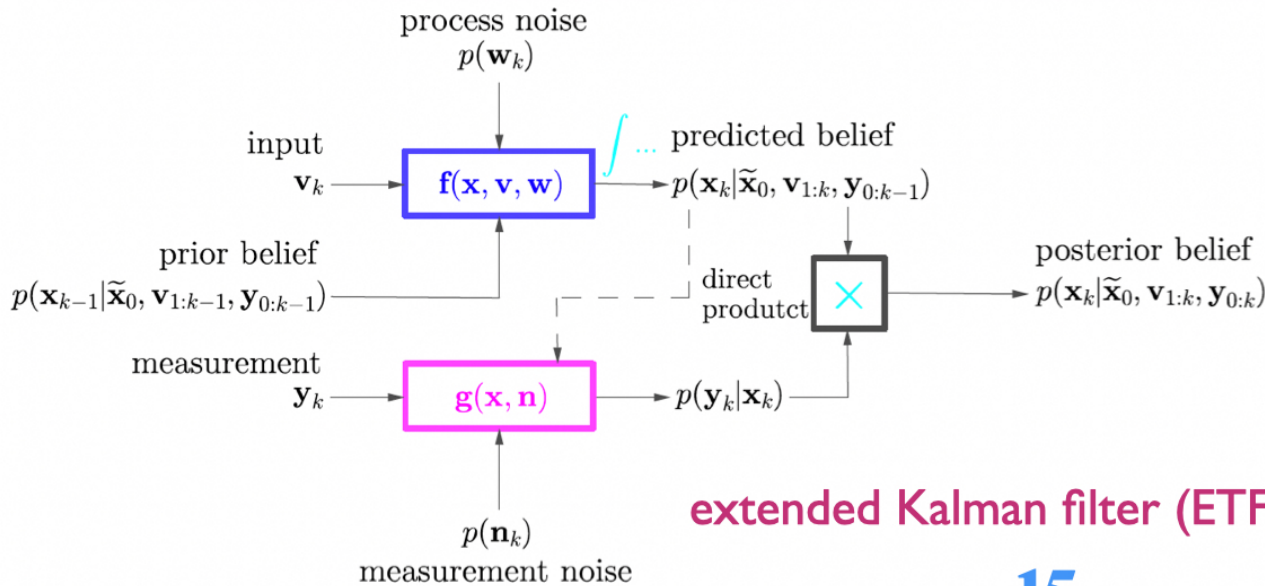 process noise
p(w_k)
input
v_k
f(x, v, w)
∫ ...
predicted belief
p(x_k|x̃_0, v_{1:k}, y_{0:k−1})
prior belief
p(x_{k−1}|x̃_0, v_{1:k−1}, y_{0:k−1})
direct
produtct
×
posterior belief
p(x_k|x̃_0, v_{1:k}, y_{0:k})
measurement
y_k
g(x, n)
p(y_k|x_k)
p(n_k)
measurement noise
extended Kalman filter (ETF
15